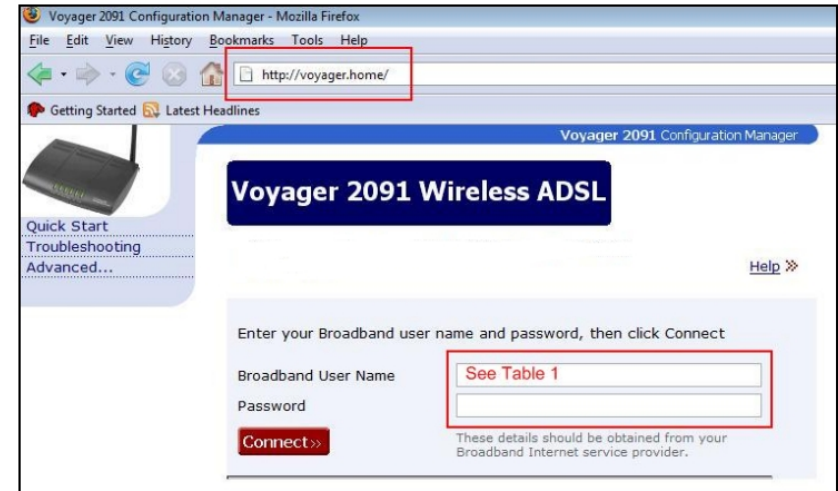 Voyager 2091 Configuration Manager - Mozilla Firefox
File Edit View History Bookmarks Tools Help
http://voyager.home/
Getting Started Latest Headlines
Voyager 2091 Configuration Manager
Voyager 2091 Wireless ADSL
Quick Start
Troubleshooting
Advanced...
Help »
Enter your Broadband user name and password, then click Connect
Broadband User Name See Table 1
Password
Connect»
These details should be obtained from your
Broadband Internet service provider.